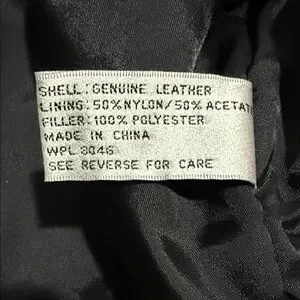 SHELL: GENUINE LEATHER
LINING: 50% NYLON/50% ACETAT
FILLER: 100% POLYESTER
MADE IN CHINA
WPL 8046
SEE REVERSE FOR CARE